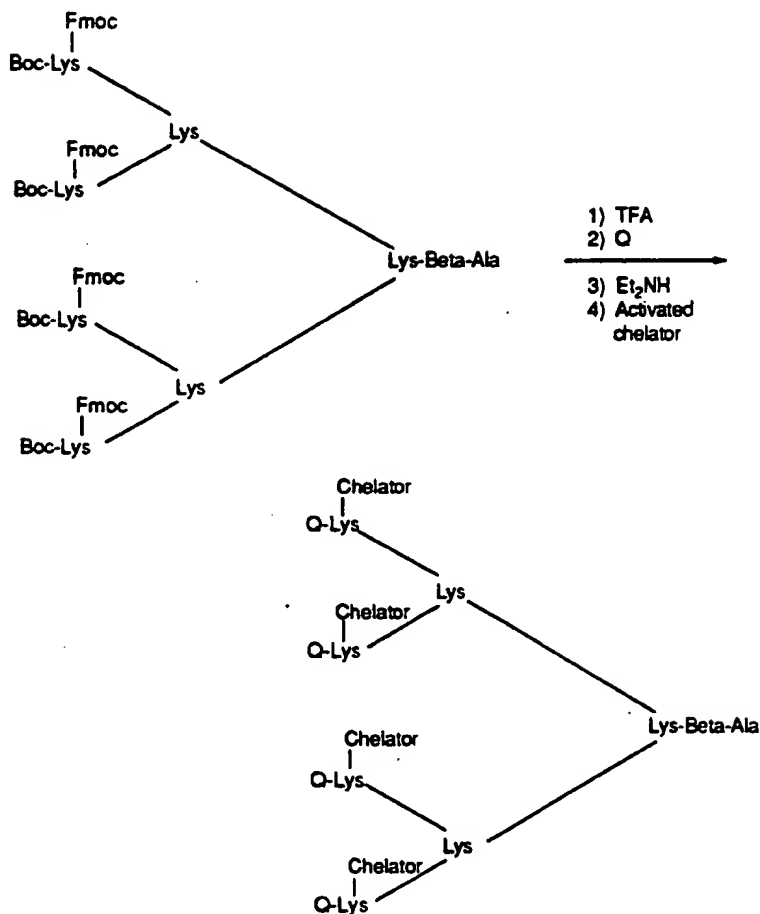 Fmoc
Boc-Lys
Lys
Fmoc
Boc-Lys
Lys-Beta-Ala
1) TFA
2) Q
3) Et₂NH
4) Activated
chelator
Fmoc
Boc-Lys
Lys
Fmoc
Boc-Lys
Chelator
Q-Lys
Lys
Chelator
Q-Lys
Lys-Beta-Ala
Chelator
Q-Lys
Lys
Chelator
Q-Lys